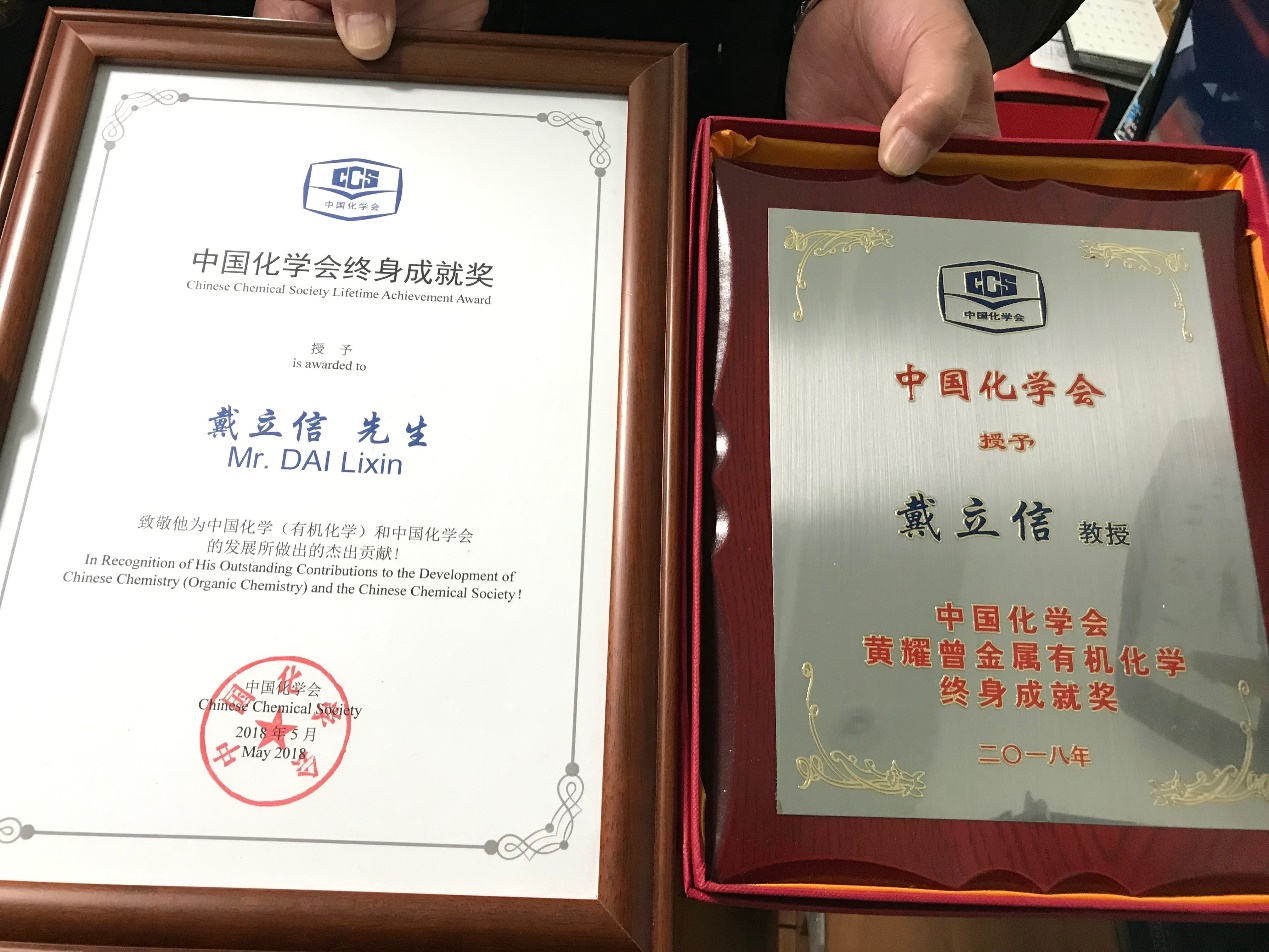 CCS
中国化学会
中国化学会终身成就奖
Chinese Chemical Society Lifetime Achievement Award
授 予
is awarded to
戴立信 先生
Mr. DAI Lixin
致敬他为中国化学（有机化学）和中国化学会
的发展所做出的杰出贡献！
In Recognition of His Outstanding Contributions to the Development of
Chinese Chemistry (Organic Chemistry) and the Chinese Chemical Society!
中国化学会
Chinese Chemical Society
2018 年 5 月
May 2018
中国化学会
CCS
中国化学会
中国化学会
授予
戴立信 教授
中国化学会
黄耀曾金属有机化学
终身成就奖
二〇一八年